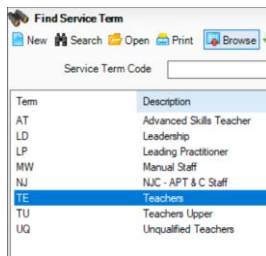 Find Service Term
New Search Open Print Browse
Service Term Code
Term Description
AT Advanced Skills Teacher
LD Leadership
LP Leading Practitioner
MW Manual Staff
NJ NJC - APT & C Staff
TE Teachers
TU Teachers Upper
UQ Unqualified Teachers